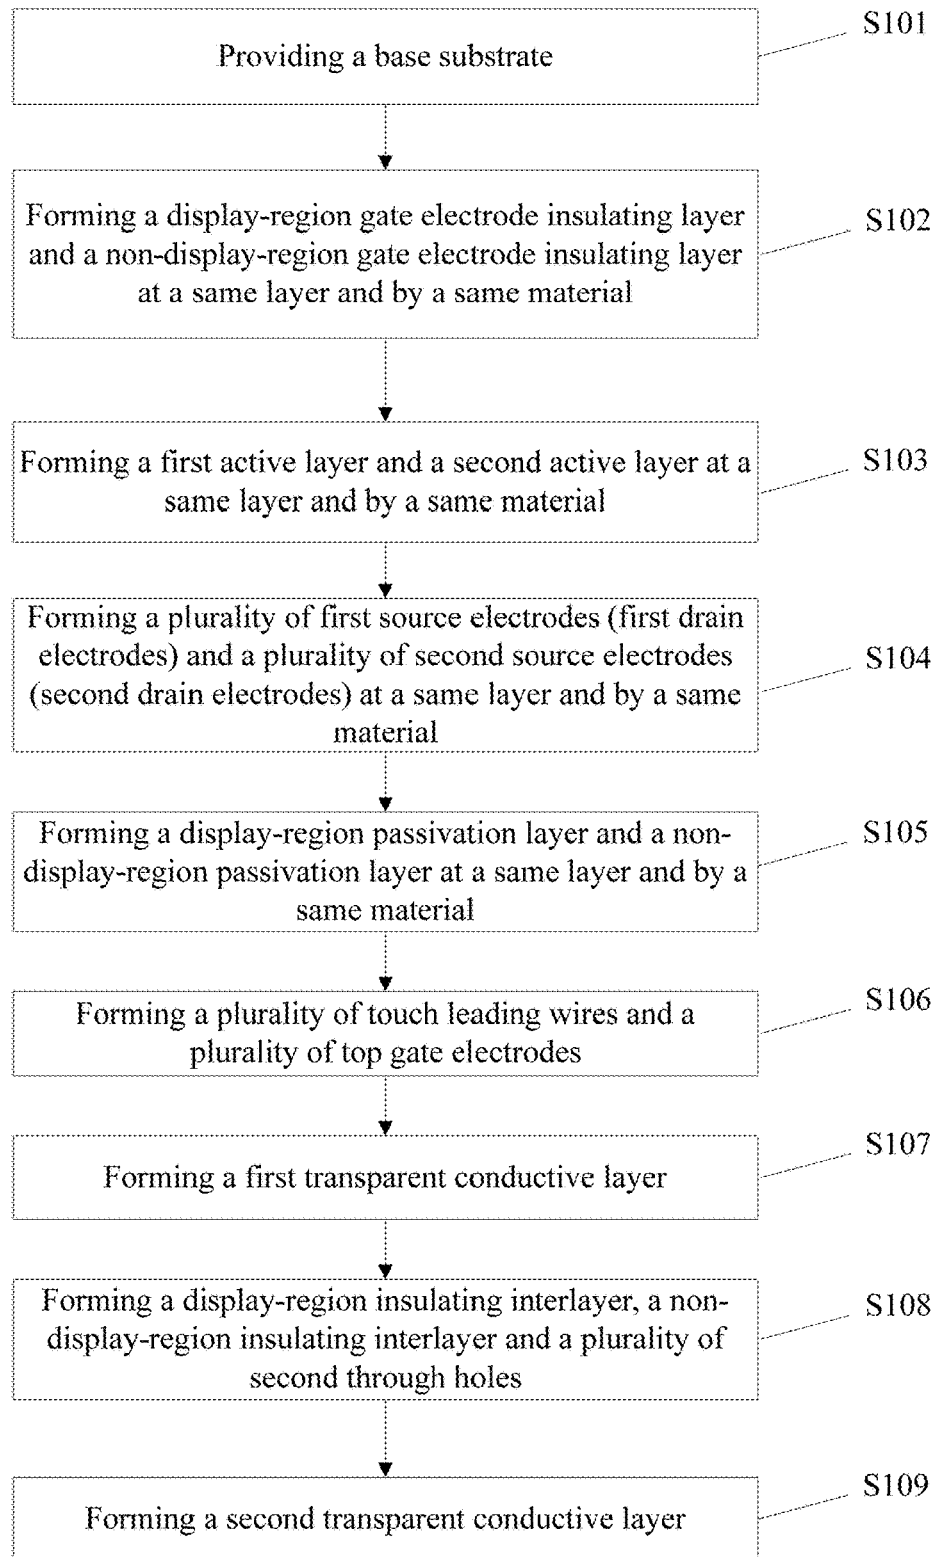 Providing a base substrate
S101
Forming a display-region gate electrode insulating layer
and a non-display-region gate electrode insulating layer
at a same layer and by a same material
S102
Forming a first active layer and a second active layer at a
same layer and by a same material
S103
Forming a plurality of first source electrodes (first drain
electrodes) and a plurality of second source electrodes
(second drain electrodes) at a same layer and by a same
material
S104
Forming a display-region passivation layer and a non-
display-region passivation layer at a same layer and by a
same material
S105
Forming a plurality of touch leading wires and a
plurality of top gate electrodes
S106
Forming a first transparent conductive layer
S107
Forming a display-region insulating interlayer, a non-
display-region insulating interlayer and a plurality of
second through holes
S108
Forming a second transparent conductive layer
S109